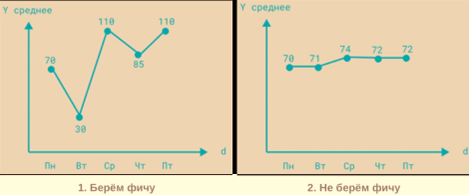 Y среднее
110
110
70
85
30
d
Пн Вт Ср Чт Пт
1. Берём фичу
Y среднее
74
72
72
70
71
d
Пн Вт Ср Чт Пт
2. Не берём фичу